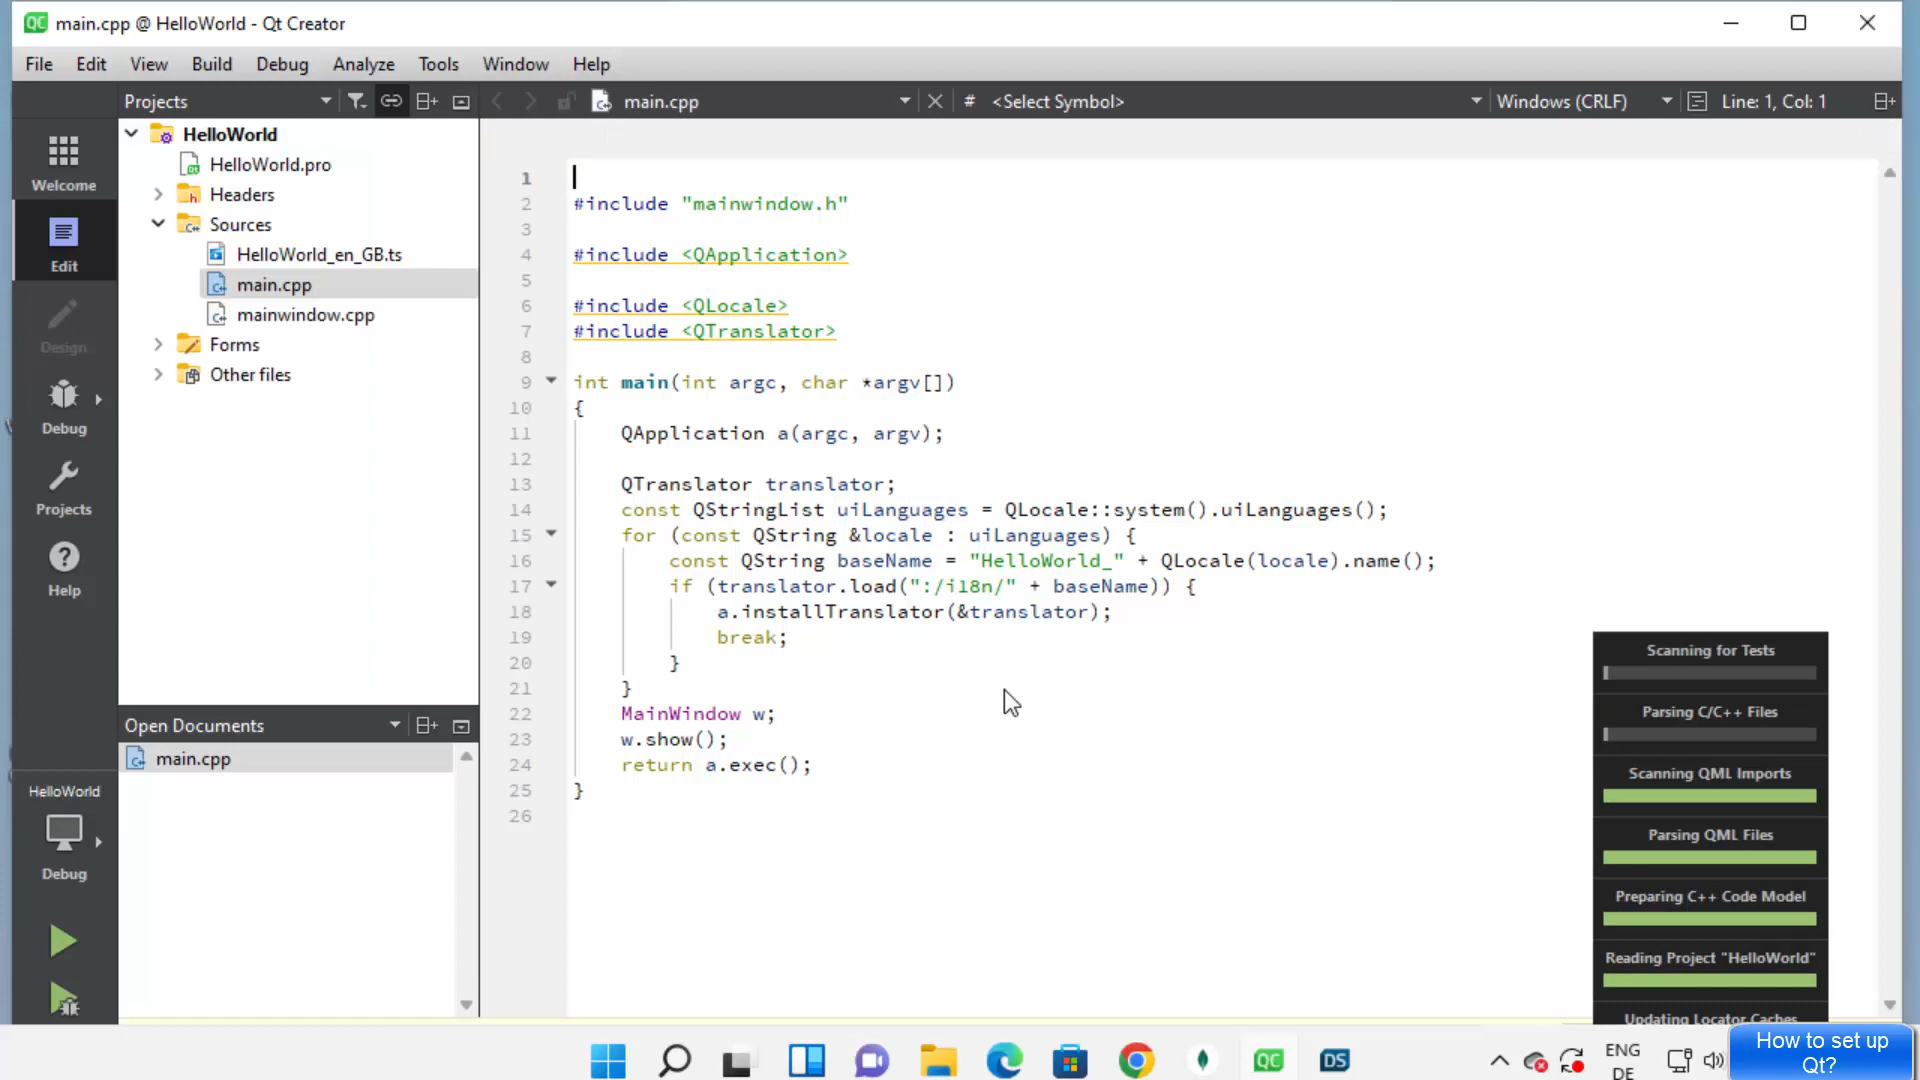 QC main.cpp @ HelloWorld - Qt Creator
File Edit View Build Debug Analyze Tools Window Help
Projects main.cpp # <Select Symbol> Windows (CRLF) Line: 1, Col: 1
Welcome
Edit
Design
Debug
Projects
Help
HelloWorld
Debug
HelloWorld
HelloWorld.pro
Headers
Sources
HelloWorld_en_GB.ts
main.cpp
mainwindow.cpp
Forms
Other files
Open Documents
main.cpp
1
2 #include "mainwindow.h"
3
4 #include <QApplication>
5
6 #include <QLocale>
7 #include <QTranslator>
8
9 int main(int argc, char *argv[])
10 {
11 QApplication a(argc, argv);
12
13 QTranslator translator;
14 const QStringList uiLanguages = QLocale::system().uiLanguages();
15 for (const QString &locale : uiLanguages) {
16 const QString baseName = "HelloWorld_" + QLocale(locale).name();
17 if (translator.load(":/i18n/" + baseName)) {
18 a.installTranslator(&translator);
19 break;
20 }
21 }
22 MainWindow w;
23 w.show();
24 return a.exec();
25 }
26
Scanning for Tests
Parsing C/C++ Files
Scanning QML Imports
Parsing QML Files
Preparing C++ Code Model
Reading Project "HelloWorld"
Updating Locator Caches
QC DS
ENG
DE
How to set up
Qt?